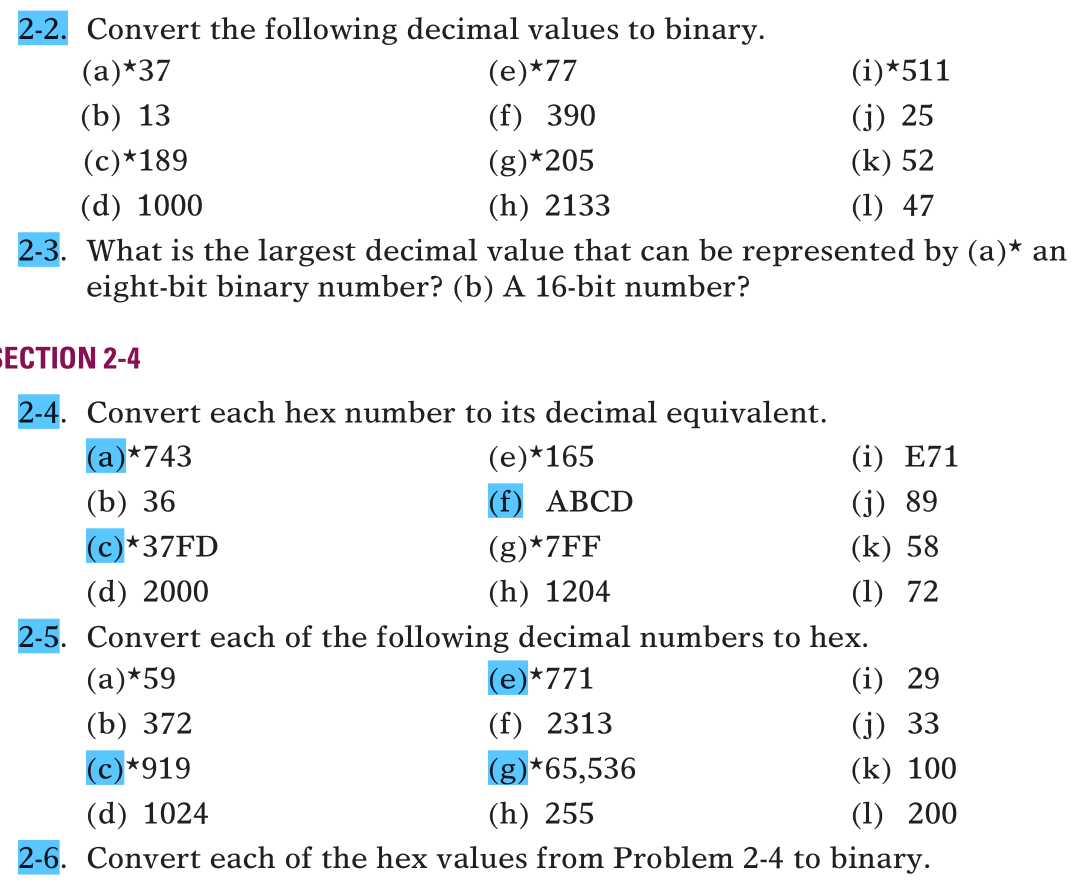 2-2. Convert the following decimal values to binary.
(a)*37 (e)*77 (i)*511
(b) 13 (f) 390 (j) 25
(c)*189 (g)*205 (k) 52
(d) 1000 (h) 2133 (l) 47
2-3. What is the largest decimal value that can be represented by (a)* an
eight-bit binary number? (b) A 16-bit number?
SECTION 2-4
2-4. Convert each hex number to its decimal equivalent.
(a)*743 (e)*165 (i) E71
(b) 36 (f) ABCD (j) 89
(c)*37FD (g)*7FF (k) 58
(d) 2000 (h) 1204 (l) 72
2-5. Convert each of the following decimal numbers to hex.
(a)*59 (e)*771 (i) 29
(b) 372 (f) 2313 (j) 33
(c)*919 (g)*65,536 (k) 100
(d) 1024 (h) 255 (l) 200
2-6. Convert each of the hex values from Problem 2-4 to binary.